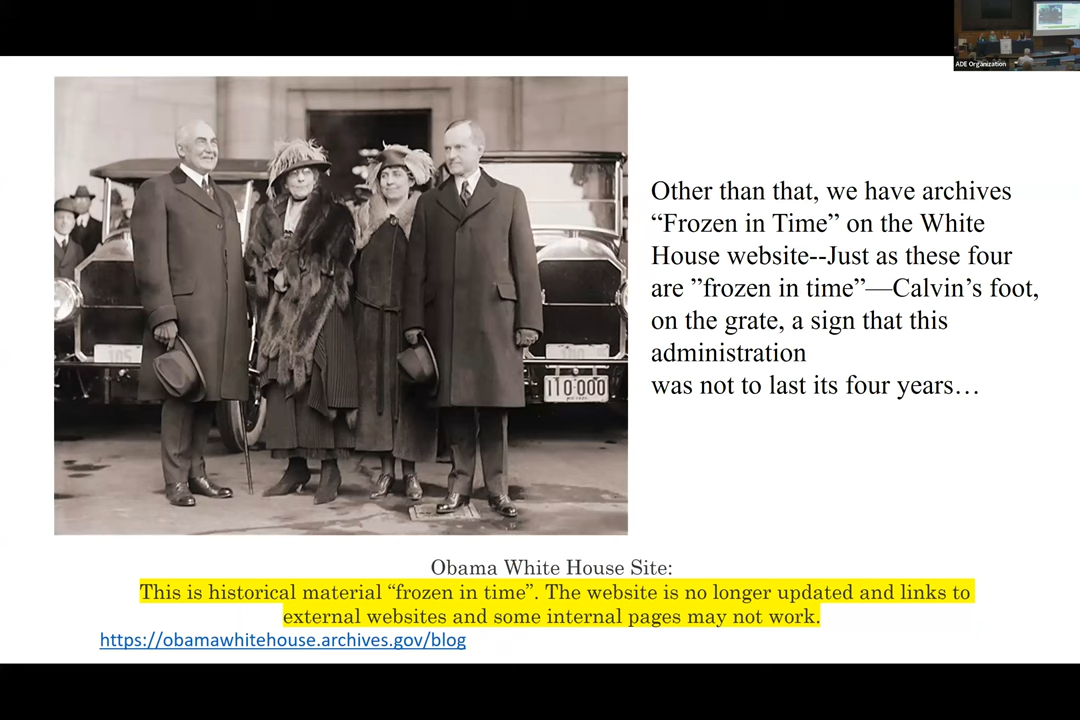 ADE Organization
Other than that, we have archives
“Frozen in Time” on the White
House website--Just as these four
are ”frozen in time”—Calvin’s foot,
on the grate, a sign that this
administration
was not to last its four years…
105
110·000
Obama White House Site:
This is historical material “frozen in time”. The website is no longer updated and links to
external websites and some internal pages may not work.
https://obamawhitehouse.archives.gov/blog